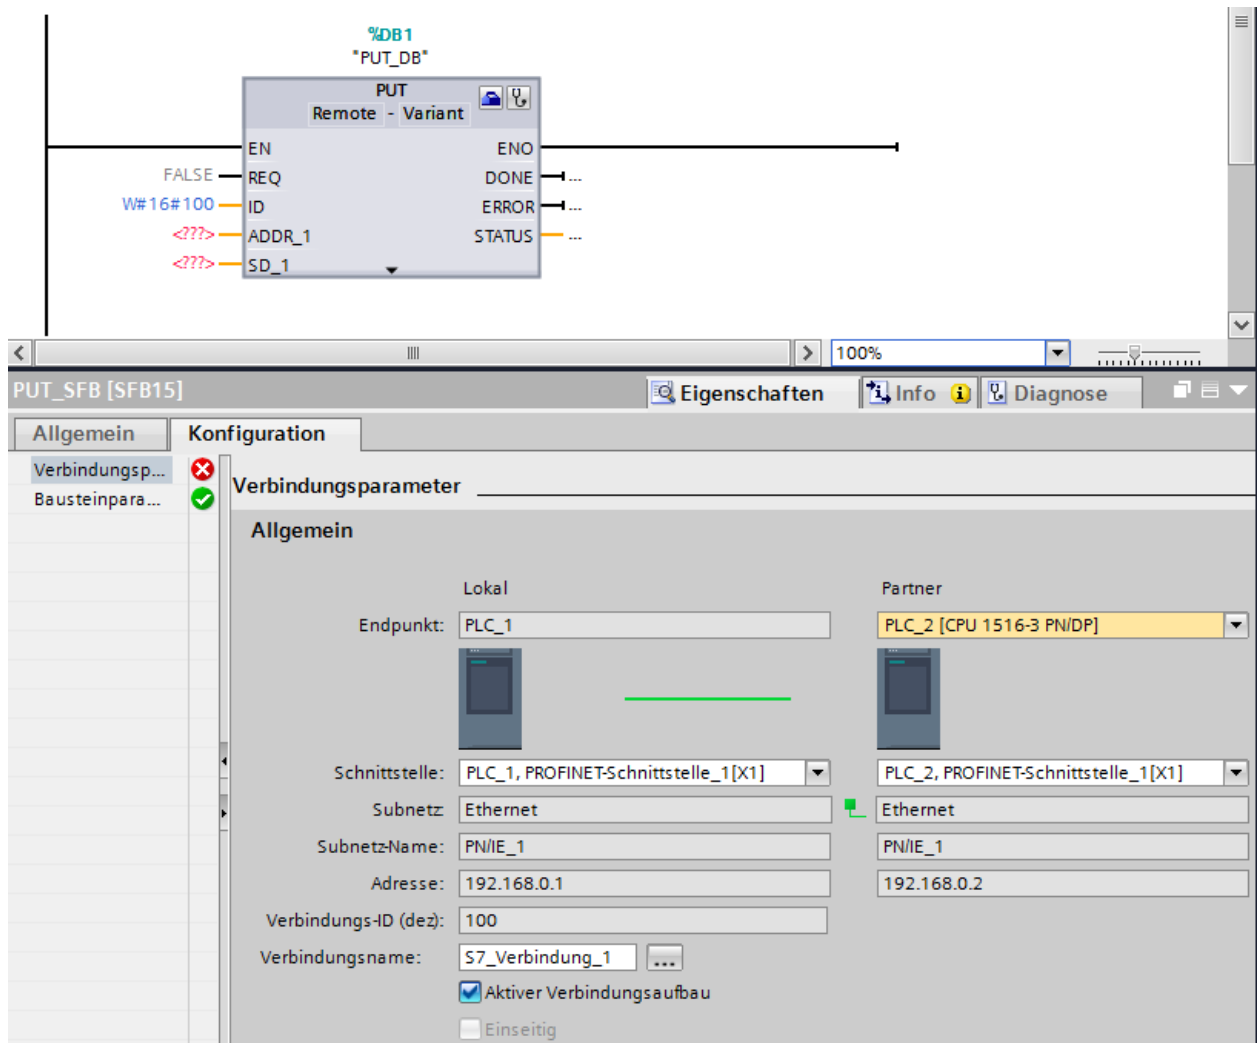 %DB1
"PUT_DB"
PUT
Remote - Variant
EN ENO
FALSE REQ DONE ...
W#16#100 ID ERROR ...
<???> ADDR_1 STATUS ...
<???> SD_1
100%
PUT_SFB [SFB15] Eigenschaften Info Diagnose
Allgemein Konfiguration
Verbindungsp...
Bausteinpara...
Verbindungsparameter
Allgemein
Lokal Partner
Endpunkt: PLC_1 PLC_2 [CPU 1516-3 PN/DP]
Schnittstelle: PLC_1, PROFINET-Schnittstelle_1[X1] PLC_2, PROFINET-Schnittstelle_1[X1]
Subnetz: Ethernet Ethernet
Subnetz-Name: PN/IE_1 PN/IE_1
Adresse: 192.168.0.1 192.168.0.2
Verbindungs-ID (dez): 100
Verbindungsname: S7_Verbindung_1 ...
Aktiver Verbindungsaufbau
Einseitig